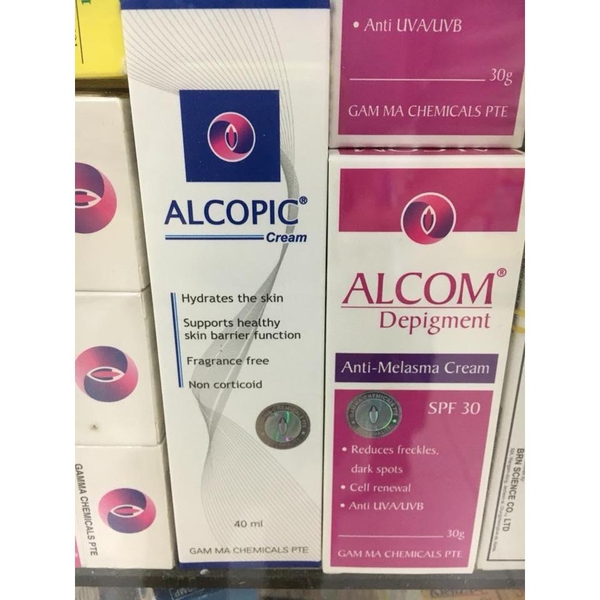 • Anti UVA/UVB
30g
GAM MA CHEMICALS PTE
ALCOPIC®
Cream
Hydrates the skin
Supports healthy
skin barrier function
Fragrance free
Non corticoid
40 ml
GAM MA CHEMICALS PTE
ALCOM®
Depigment
Anti-Melasma Cream
SPF 30
• Reduces freckles,
dark spots
• Cell renewal
• Anti UVA/UVB
30g
GAM MA CHEMICALS PTE
GAMMA CHEMICALS PTE
BRN SCIENCE CO., LTD